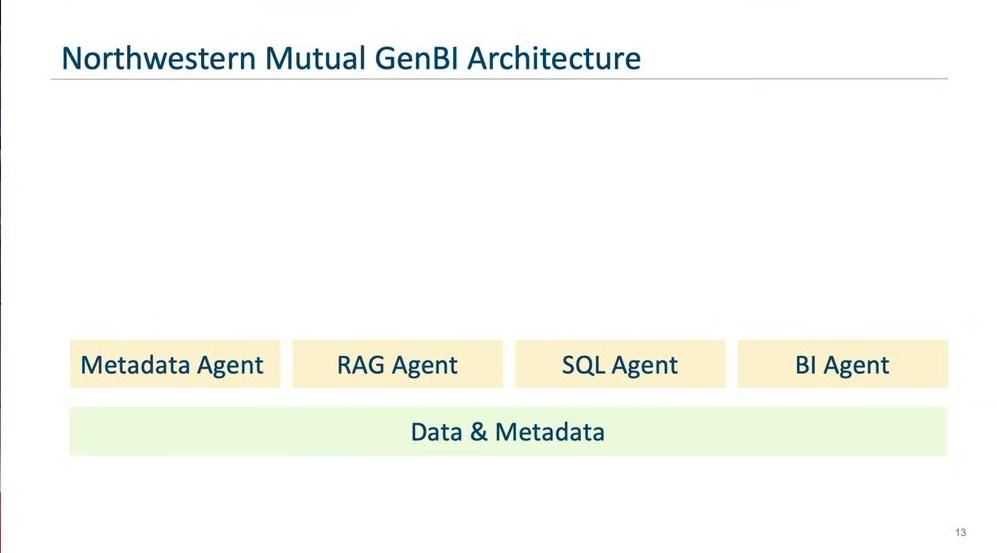 Northwestern Mutual GenBI Architecture
Metadata Agent
RAG Agent
SQL Agent
BI Agent
Data & Metadata
13